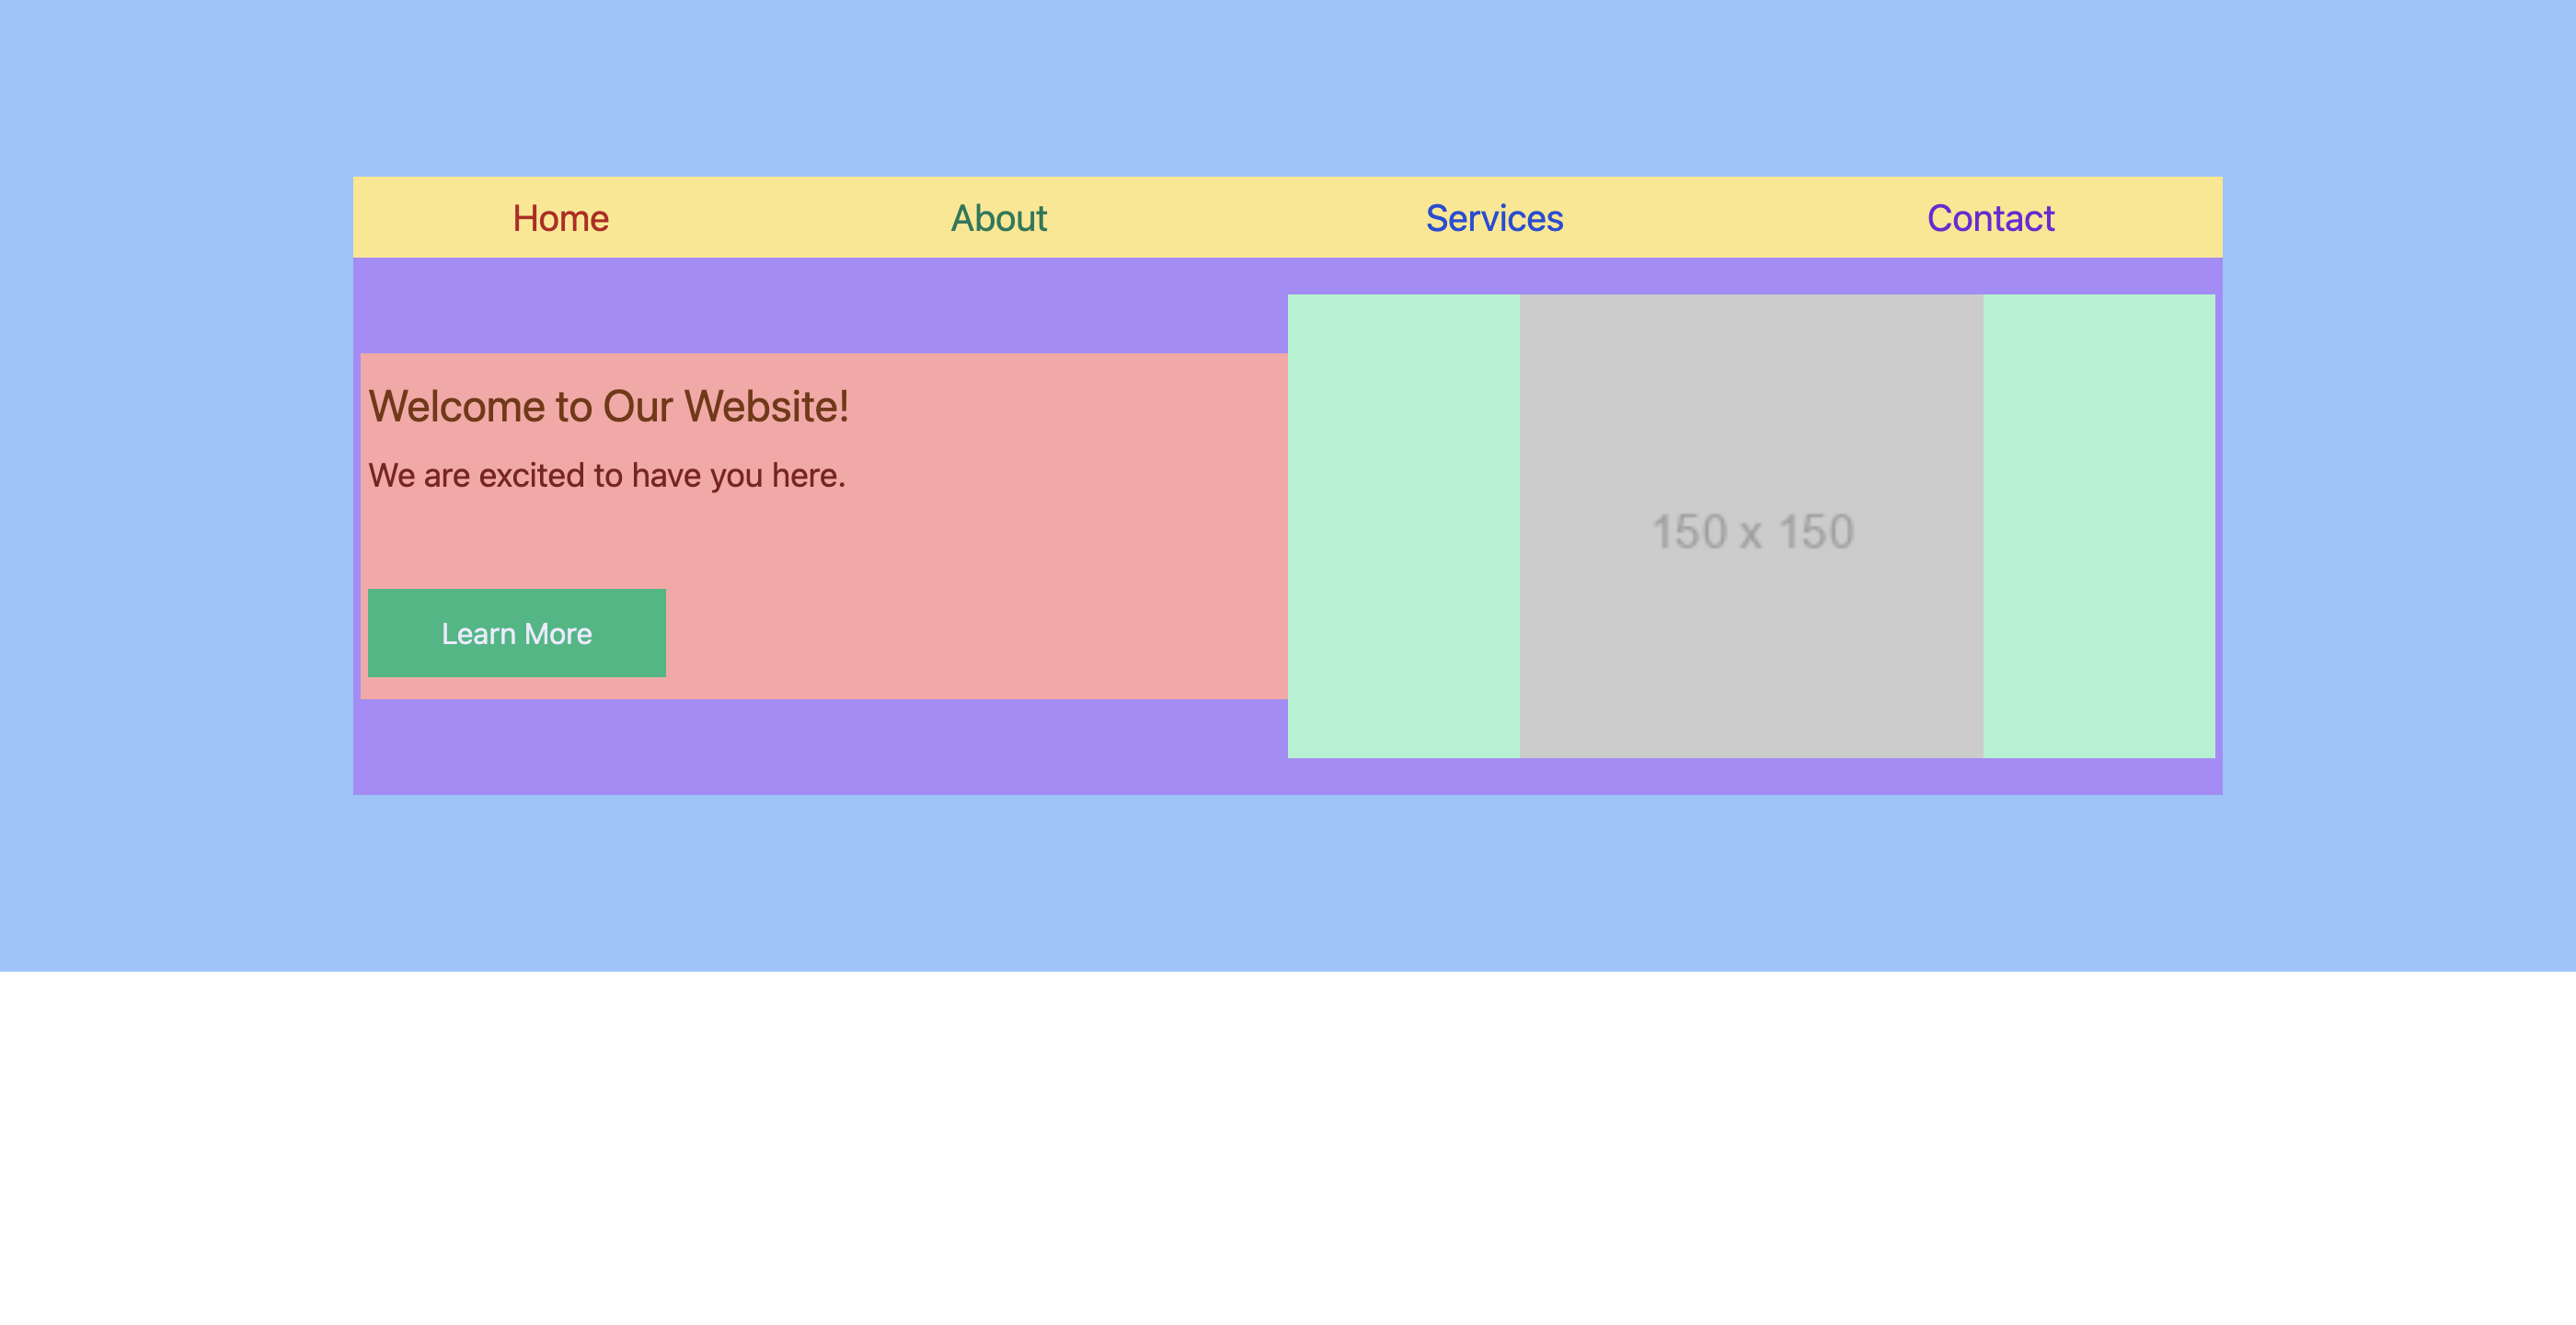 Home About Services Contact
Welcome to Our Website!
We are excited to have you here.
150 x 150
Learn More